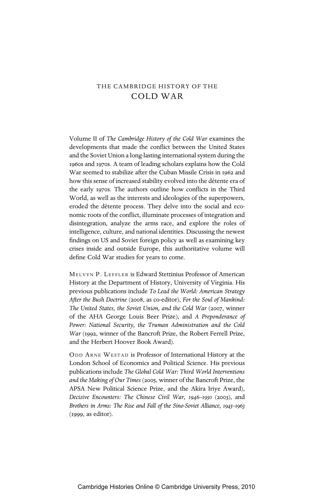 THE CAMBRIDGE HISTORY OF THE
COLD WAR
Volume II of The Cambridge History of the Cold War examines the
developments that made the conflict between the United States
and the Soviet Union a long-lasting international system during the
1960s and 1970s. A team of leading scholars explains how the Cold
War seemed to stabilize after the Cuban Missile Crisis in 1962 and
how this sense of increased stability evolved into the détente era of
the early 1970s. The authors outline how conflicts in the Third
World, as well as the interests and ideologies of the superpowers,
eroded the détente process. They delve into the social and eco-
nomic roots of the conflict, illuminate processes of integration and
disintegration, analyze the arms race, and explore the roles of
intelligence, culture, and national identities. Discussing the newest
findings on US and Soviet foreign policy as well as examining key
crises inside and outside Europe, this authoritative volume will
define Cold War studies for years to come.
MELVYN P. LEFFLER is Edward Stettinius Professor of American
History at the Department of History, University of Virginia. His
previous publications include To Lead the World: American Strategy
After the Bush Doctrine (2008, as co-editor), For the Soul of Mankind:
The United States, the Soviet Union, and the Cold War (2007, winner
of the AHA George Louis Beer Prize), and A Preponderance of
Power: National Security, the Truman Administration and the Cold
War (1992, winner of the Bancroft Prize, the Robert Ferrell Prize,
and the Herbert Hoover Book Award).
ODD ARNE WESTAD is Professor of International History at the
London School of Economics and Political Science. His previous
publications include The Global Cold War: Third World Interventions
and the Making of Our Times (2005, winner of the Bancroft Prize, the
APSA New Political Science Prize, and the Akira Iriye Award),
Decisive Encounters: The Chinese Civil War, 1946–1950 (2003), and
Brothers in Arms: The Rise and Fall of the Sino-Soviet Alliance, 1945–1963
(1999, as editor).
Cambridge Histories Online © Cambridge University Press, 2010